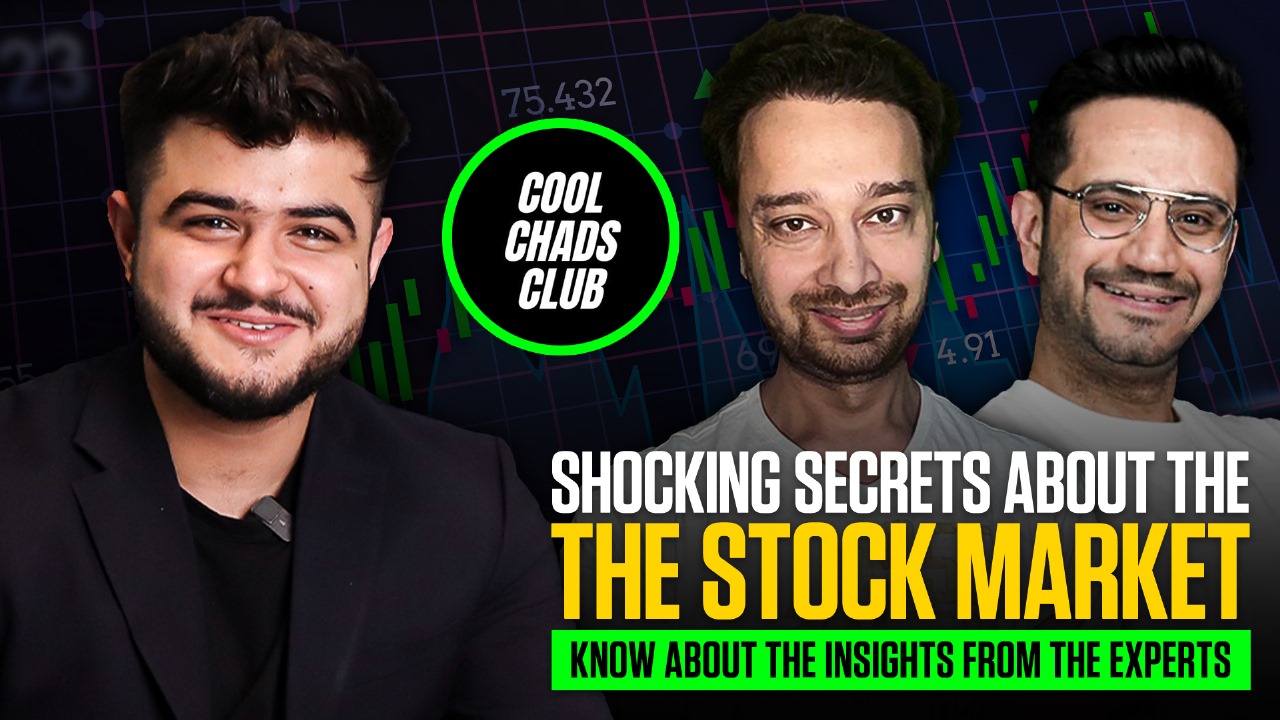 23
75.432
COOL
CHADS
CLUB
69
4.91
55
SHOCKING SECRETS ABOUT THE
THE STOCK MARKET
KNOW ABOUT THE INSIGHTS FROM THE EXPERTS